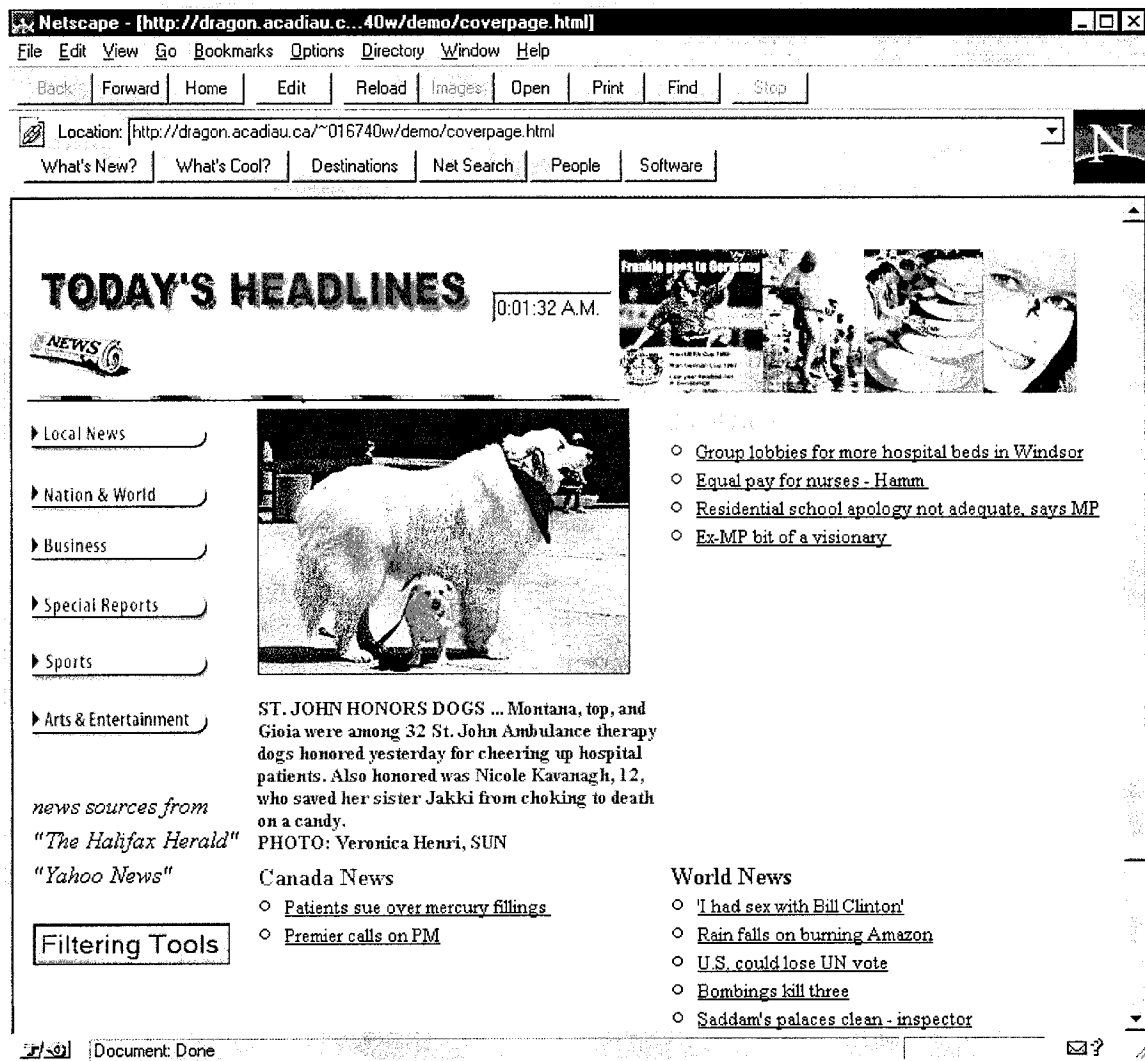 Netscape - [http://dragon.acadiau.c...40w/demo/coverpage.html]
File Edit View Go Bookmarks Options Directory Window Help
Back Forward Home Edit Reload Images Open Print Find Stop
Location: http://dragon.acadiau.ca/~016740w/demo/coverpage.html
N
What's New? What's Cool? Destinations Net Search People Software
TODAY'S HEADLINES
0:01:32 A.M.
Frankie goes to Germany
NEWS
Local News
Nation & World
Business
Special Reports
Sports
Arts & Entertainment
news sources from
"The Halifax Herald"
"Yahoo News"
Filtering Tools
ST. JOHN HONORS DOGS ... Montana, top, and
Gioia were among 32 St. John Ambulance therapy
dogs honored yesterday for cheering up hospital
patients. Also honored was Nicole Kavanagh, 12,
who saved her sister Jakki from choking to death
on a candy.
PHOTO: Veronica Henri, SUN
Group lobbies for more hospital beds in Windsor
Equal pay for nurses - Hamm
Residential school apology not adequate, says MP
Ex-MP bit of a visionary
Canada News
Patients sue over mercury fillings
Premier calls on PM
World News
'I had sex with Bill Clinton'
Rain falls on burning Amazon
U.S. could lose UN vote
Bombings kill three
Saddam's palaces clean - inspector
Document: Done